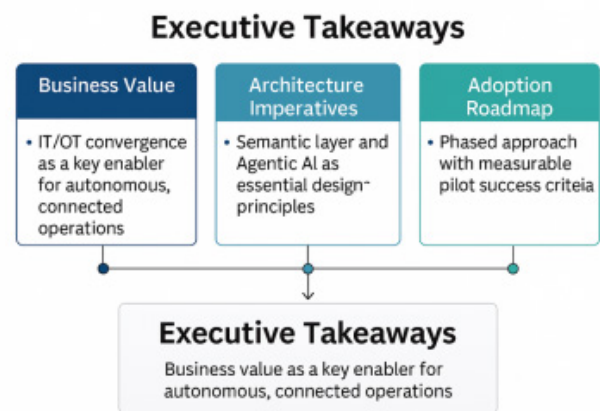 Executive Takeaways
Business Value
• IT/OT convergence
as a key enabler
for autonomous,
connected
operations
Architecture
Imperatives
• Semantic layer and
Agentic AI as
essential design-
principles
Adoption
Roadmap
• Phased approach
with measurable
pilot success criteia
Executive Takeaways
Business value as a key enabler for
autonomous, connected operations